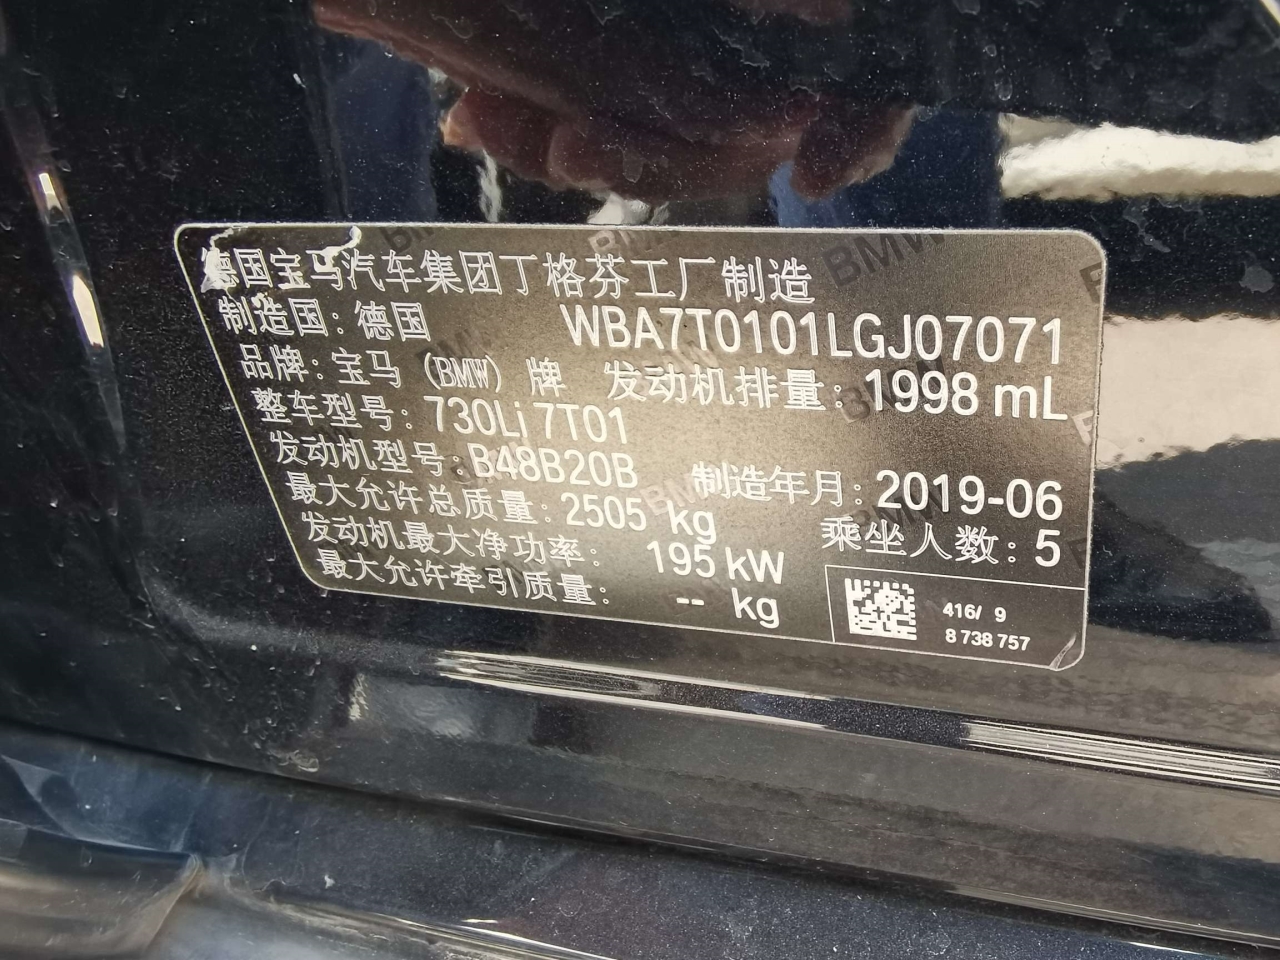 德国宝马汽车集团丁格芬工厂制造
制造国：德国 WBA7T0101LGJ07071
品牌：宝马（BMW）牌 发动机排量：1998 mL
整车型号：730Li 7T01
发动机型号：B48B20B 制造年月：2019-06
最大允许总质量：2505 kg 乘坐人数：5
发动机最大净功率： 195 kW
最大允许牵引质量： -- kg
416/ 9
8 738 757